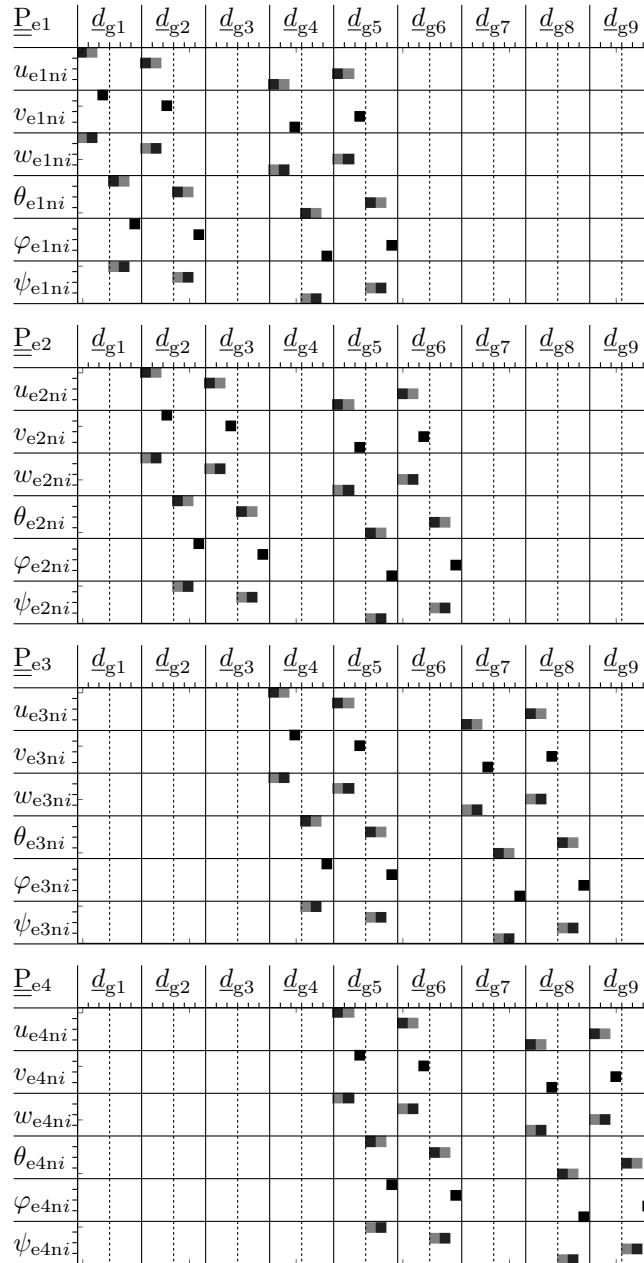 P_e1 d_g1 d_g2 d_g3 d_g4 d_g5 d_g6 d_g7 d_g8 d_g9
u_e1ni
v_e1ni
w_e1ni
θ_e1ni
φ_e1ni
ψ_e1ni
P_e2 d_g1 d_g2 d_g3 d_g4 d_g5 d_g6 d_g7 d_g8 d_g9
u_e2ni
v_e2ni
w_e2ni
θ_e2ni
φ_e2ni
ψ_e2ni
P_e3 d_g1 d_g2 d_g3 d_g4 d_g5 d_g6 d_g7 d_g8 d_g9
u_e3ni
v_e3ni
w_e3ni
θ_e3ni
φ_e3ni
ψ_e3ni
P_e4 d_g1 d_g2 d_g3 d_g4 d_g5 d_g6 d_g7 d_g8 d_g9
u_e4ni
v_e4ni
w_e4ni
θ_e4ni
φ_e4ni
ψ_e4ni